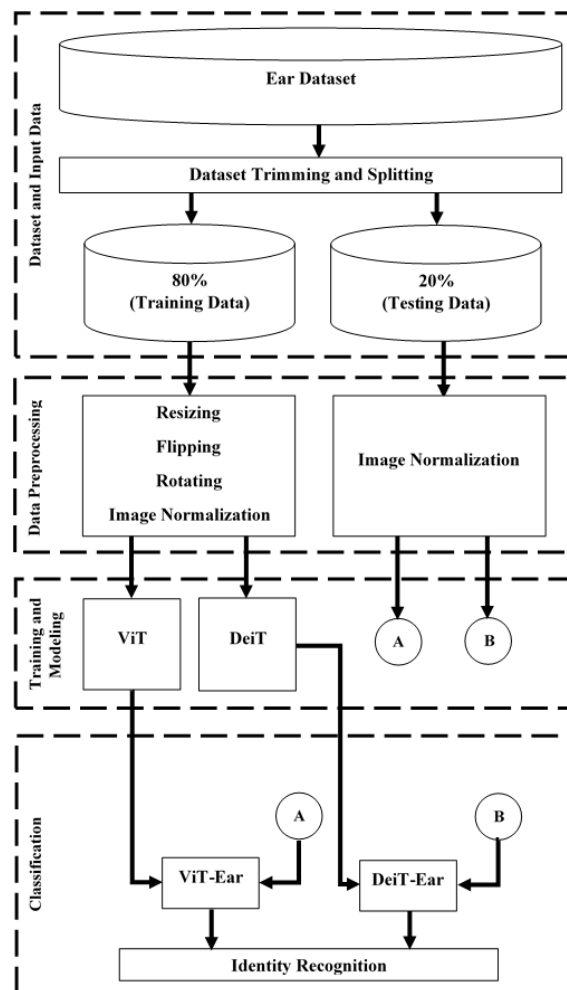 Dataset and Input Data
Ear Dataset
Dataset Trimming and Splitting
80%
(Training Data)
20%
(Testing Data)
Data Preprocessing
Resizing
Flipping
Rotating
Image Normalization
Image Normalization
Training and
Modeling
ViT
DeiT
A
B
Classification
A
B
ViT-Ear
DeiT-Ear
Identity Recognition